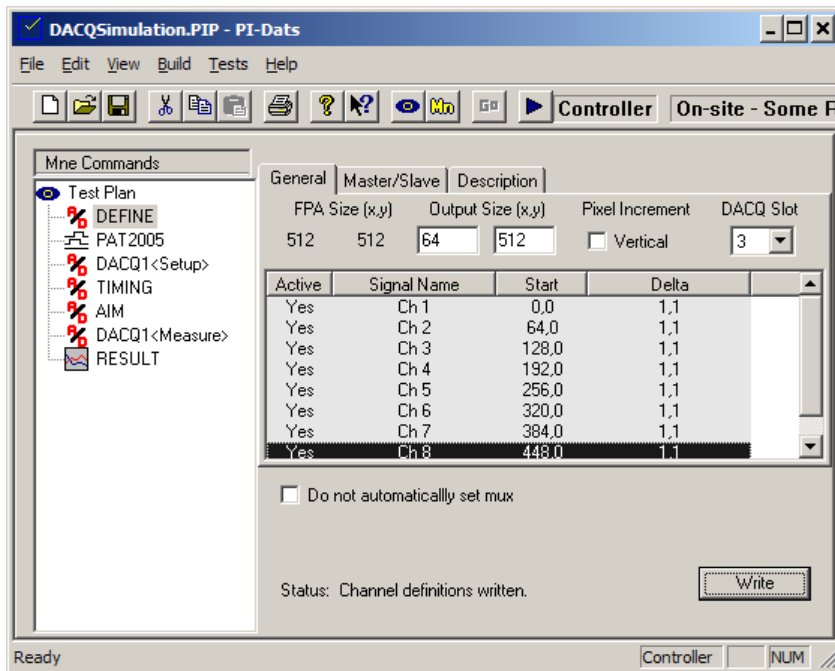 DACQSimulation.PIP - PI-Dats
File Edit View Build Tests Help
Mn Go Controller On-site - Some F
Mne Commands
Test Plan
DEFINE
PAT2005
DACQ1<Setup>
TIMING
AIM
DACQ1<Measure>
RESULT
General Master/Slave Description
FPA Size (x,y) Output Size (x,y) Pixel Increment DACQ Slot
512 512 64 512 Vertical 3
Active Signal Name Start Delta
Yes Ch 1 0,0 1,1
Yes Ch 2 64,0 1,1
Yes Ch 3 128,0 1,1
Yes Ch 4 192,0 1,1
Yes Ch 5 256,0 1,1
Yes Ch 6 320,0 1,1
Yes Ch 7 384,0 1,1
Yes Ch 8 448,0 1,1
Do not automaticallly set mux
Status: Channel definitions written.
Write
Ready Controller NUM